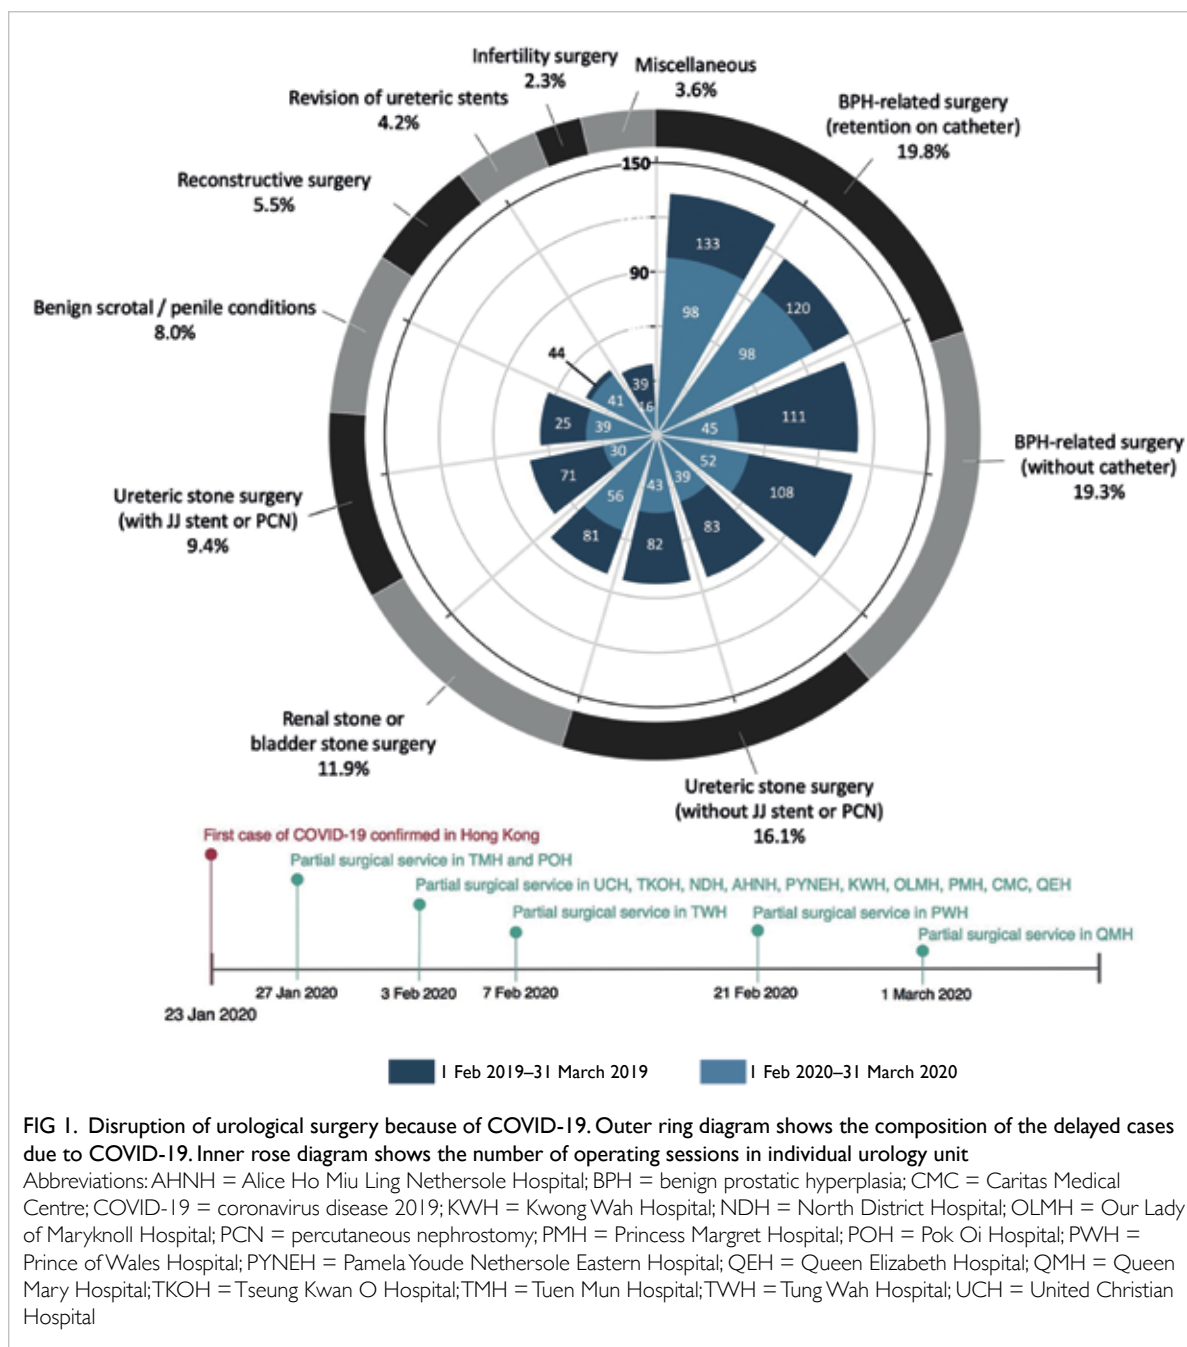 Infertility surgery
2.3%
Miscellaneous
3.6%
Revision of ureteric stents
4.2%
BPH-related surgery
(retention on catheter)
19.8%
Reconstructive surgery
5.5%
Benign scrotal / penile conditions
8.0%
BPH-related surgery
(without catheter)
19.3%
Ureteric stone surgery
(with JJ stent or PCN)
9.4%
Renal stone or
bladder stone surgery
11.9%
Ureteric stone surgery
(without JJ stent or PCN)
16.1%
150
90
133
98
120
98
111
45
108
52
83
39
82
43
81
56
71
30
25
39
44
41
39
16
First case of COVID-19 confirmed in Hong Kong
Partial surgical service in TMH and POH
Partial surgical service in UCH, TKOH, NDH, AHNH, PYNEH, KWH, OLMH, PMH, CMC, QEH
Partial surgical service in TWH
Partial surgical service in PWH
Partial surgical service in QMH
23 Jan 2020
27 Jan 2020
3 Feb 2020
7 Feb 2020
21 Feb 2020
1 March 2020
1 Feb 2019–31 March 2019
1 Feb 2020–31 March 2020
FIG 1. Disruption of urological surgery because of COVID-19. Outer ring diagram shows the composition of the delayed cases
due to COVID-19. Inner rose diagram shows the number of operating sessions in individual urology unit
Abbreviations: AHNH = Alice Ho Miu Ling Nethersole Hospital; BPH = benign prostatic hyperplasia; CMC = Caritas Medical
Centre; COVID-19 = coronavirus disease 2019; KWH = Kwong Wah Hospital; NDH = North District Hospital; OLMH = Our Lady
of Maryknoll Hospital; PCN = percutaneous nephrostomy; PMH = Princess Margret Hospital; POH = Pok Oi Hospital; PWH =
Prince of Wales Hospital; PYNEH = Pamela Youde Nethersole Eastern Hospital; QEH = Queen Elizabeth Hospital; QMH = Queen
Mary Hospital; TKOH = Tseung Kwan O Hospital; TMH = Tuen Mun Hospital; TWH = Tung Wah Hospital; UCH = United Christian
Hospital